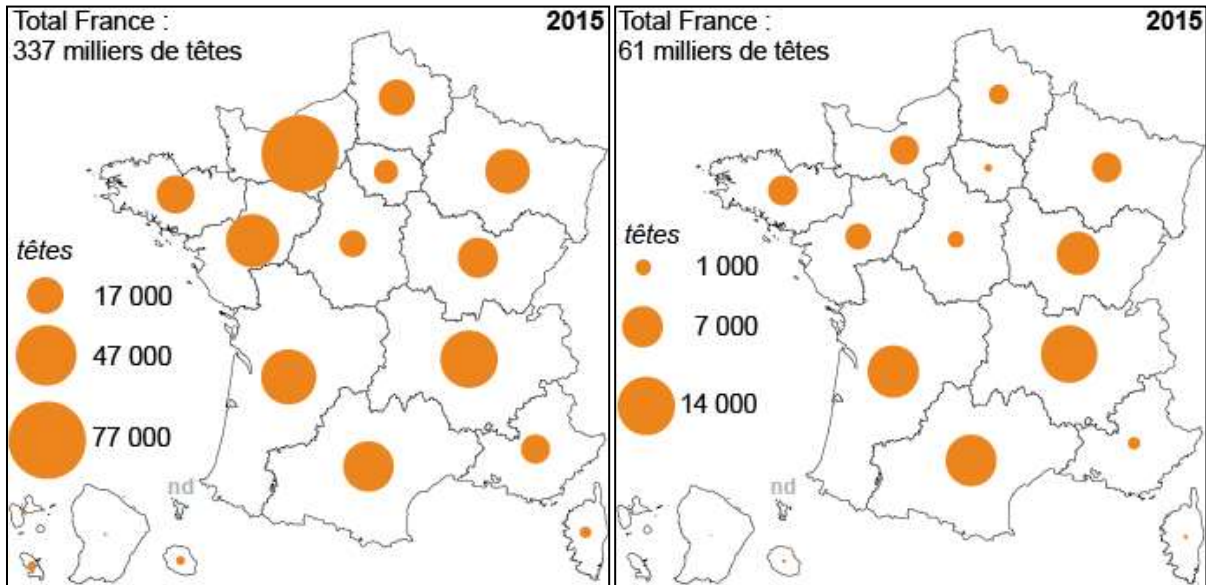 Total France :
2015
337 milliers de têtes
têtes
17 000
47 000
77 000
nd
Total France :
2015
61 milliers de têtes
têtes
1 000
7 000
14 000
nd